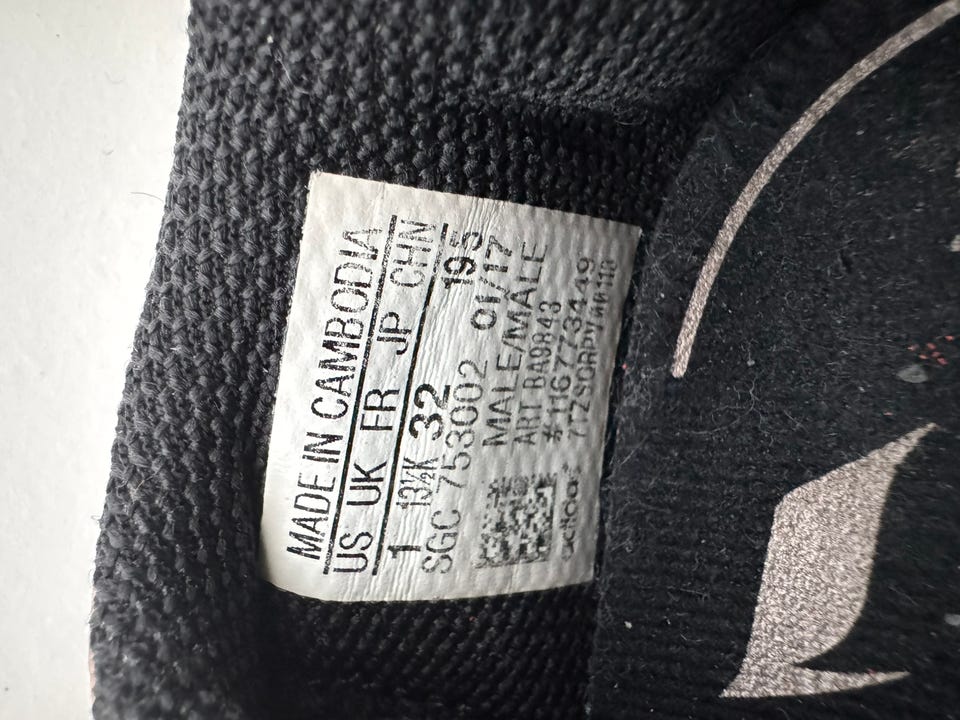 MADE IN CAMBODIA
US UK FR JP CHN
1 13½K 32 195
SGC 753002 01/17
MALE/MALE
ART BA9843
#1167773449
adidas